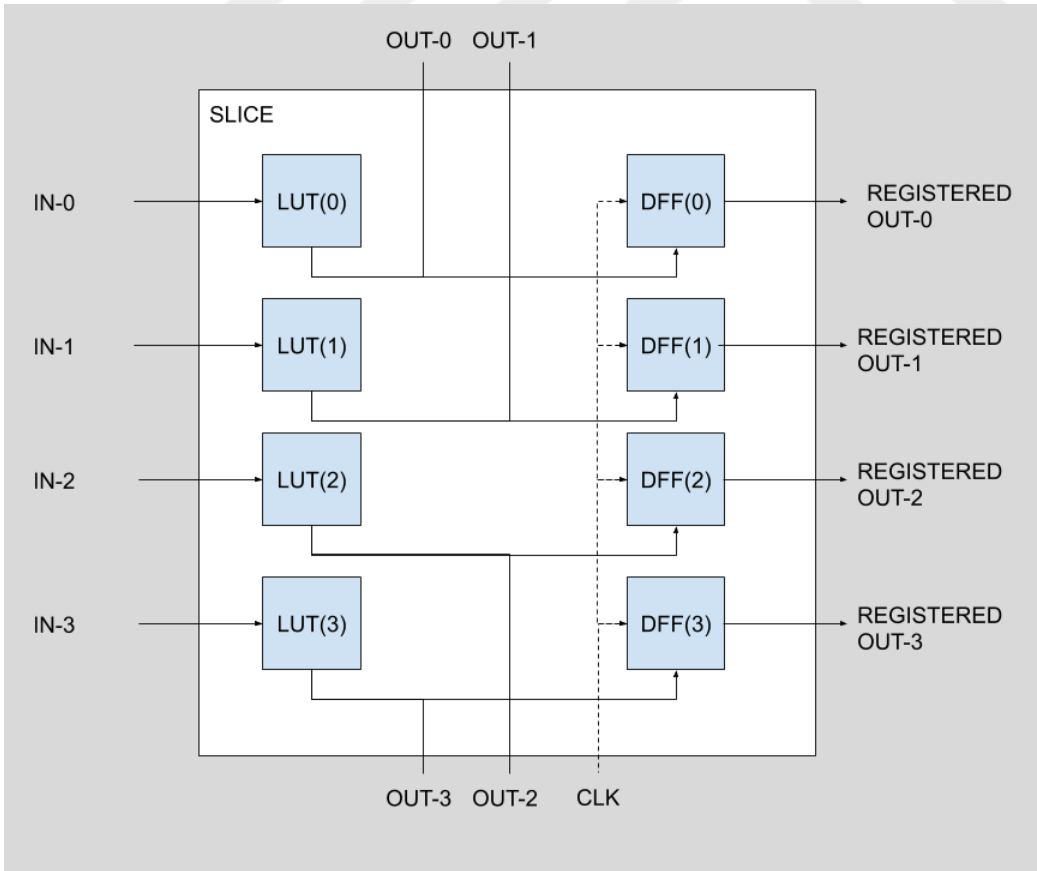 OUT-0 OUT-1
SLICE
IN-0
LUT(0)
DFF(0)
REGISTERED
OUT-0
IN-1
LUT(1)
DFF(1)
REGISTERED
OUT-1
IN-2
LUT(2)
DFF(2)
REGISTERED
OUT-2
IN-3
LUT(3)
DFF(3)
REGISTERED
OUT-3
OUT-3 OUT-2 CLK